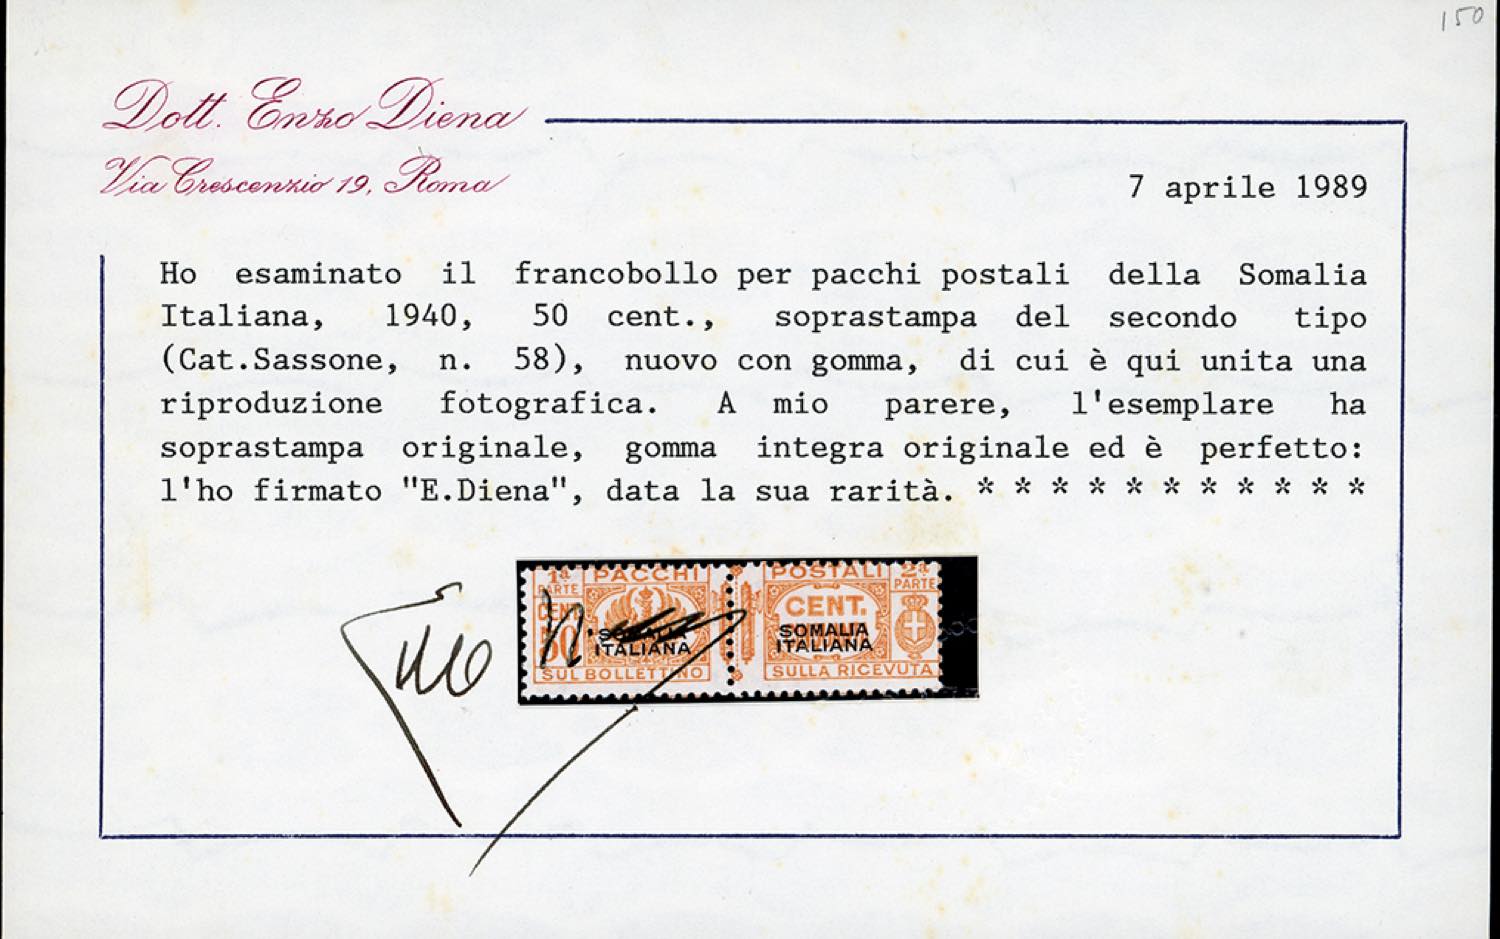 150
Dott. Enzo Diena
Via Crescenzio 19, Roma
7 aprile 1989
Ho esaminato il francobollo per pacchi postali della Somalia
Italiana, 1940, 50 cent., soprastampa del secondo tipo
(Cat.Sassone, n. 58), nuovo con gomma, di cui è qui unita una
riproduzione fotografica. A mio parere, l'esemplare ha
soprastampa originale, gomma integra originale ed è perfetto:
l'ho firmato "E.Diena", data la sua rarità. * * * * * * * * * * *
1a PARTE PACCHI POSTALI 2a PARTE
CENT. 50 CENT.
SOMALIA ITALIANA SOMALIA ITALIANA
SUL BOLLETTINO SULLA RICEVUTA